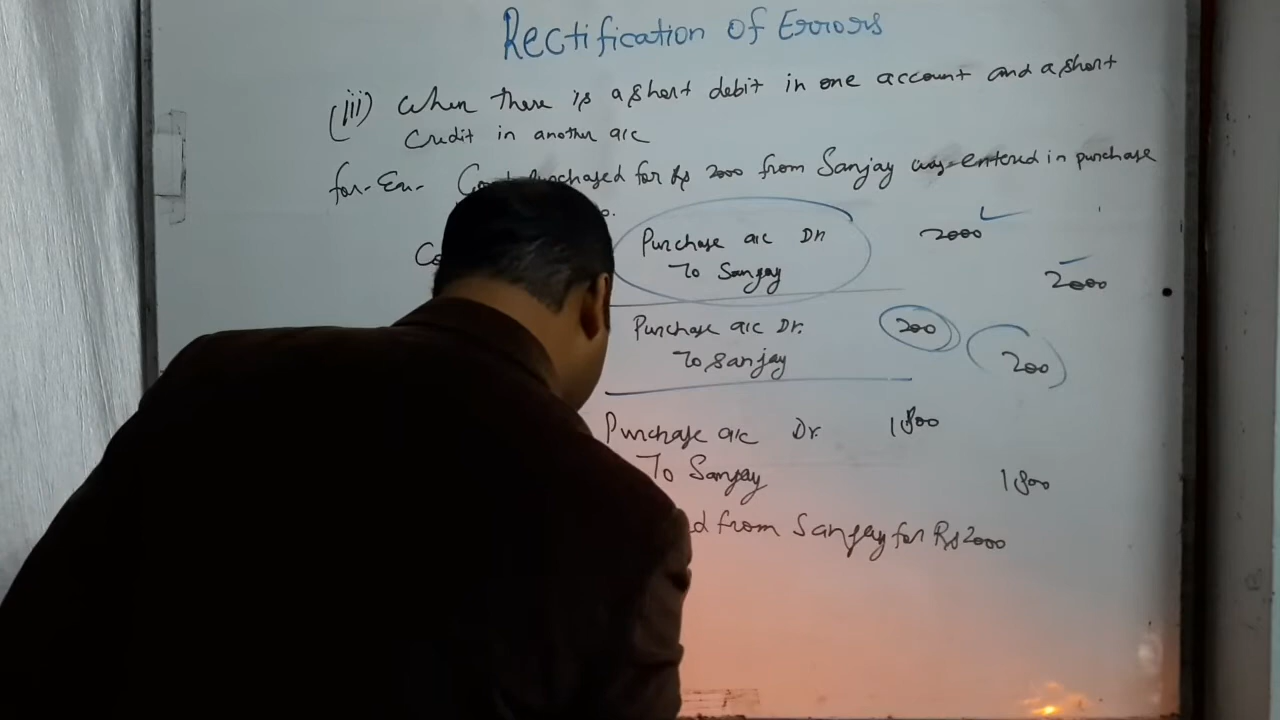 Rectification of Errors
(iii) When there is a short debit in one account and a short
Credit in another a/c
for-Ex- purchased for Rs 2000 from Sanjay was entered in purchase
Purchase a/c Dr 2000
To Sanjay 2000
Purchase a/c Dr. 200
To Sanjay 200
Purchase a/c Dr. 1800
To Sanjay 1800
from Sanjay for Rs 2000